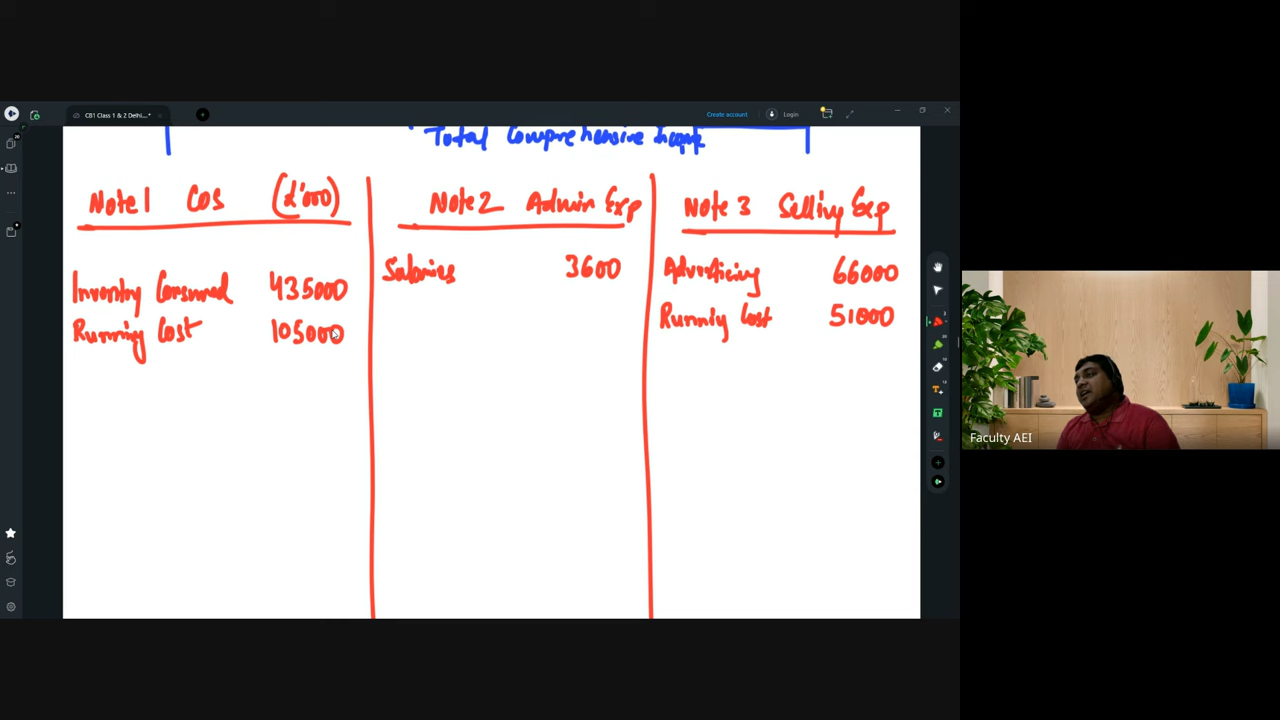 CB1 Class 1 & 2 Delhi...*
Create account
Login
Total Comprehensive Income
Note 1 COS (£'000)
Inventory Consumed 435000
Running Cost 105000
Note 2 Admin Exp
Salaries 3600
Note 3 Selling Exp
Advertising 66000
Running Cost 51000
Faculty AEI